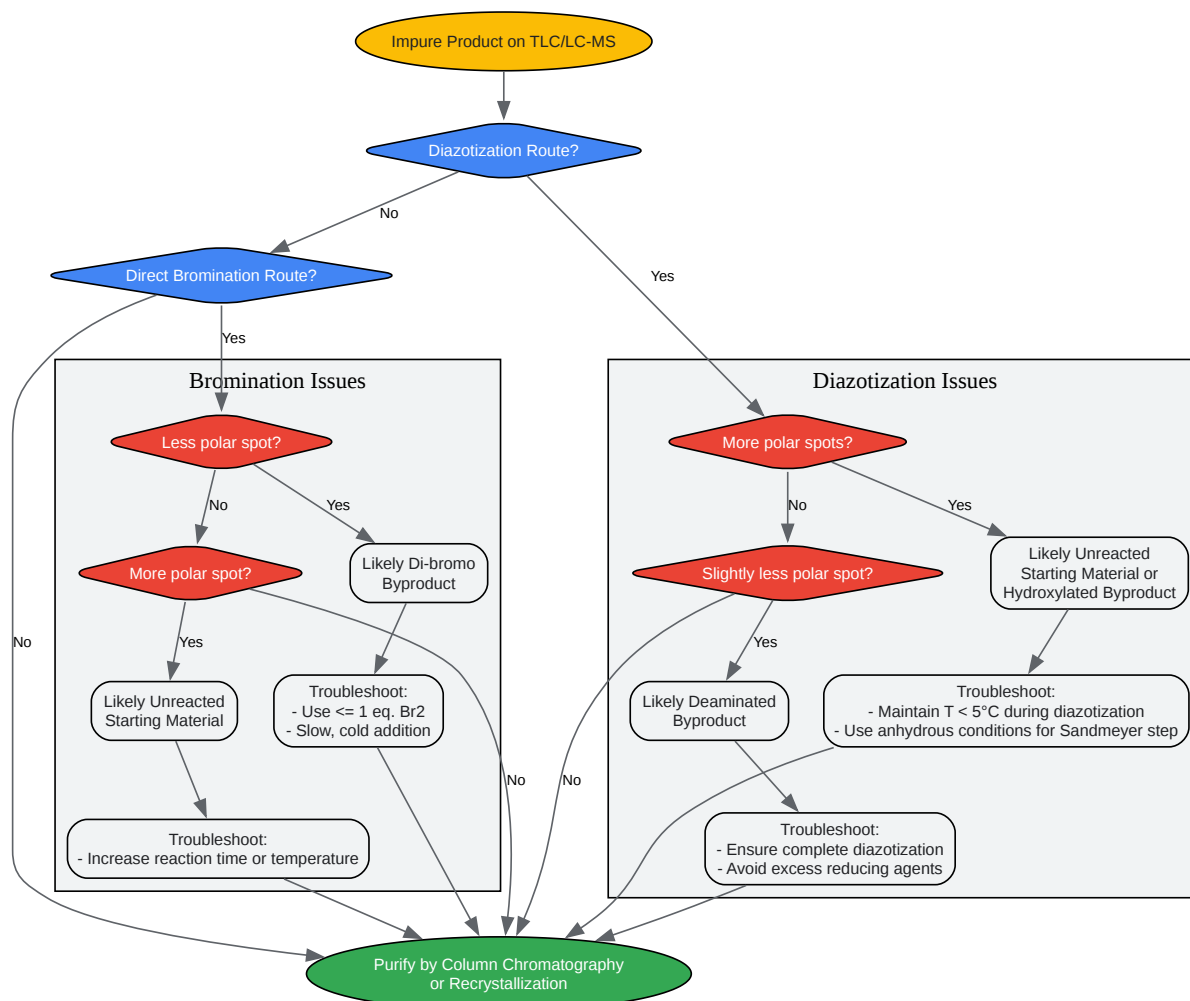 Impure Product on TLC/LC-MS
Diazotization Route?
No
Direct Bromination Route?
Yes
Yes
Bromination Issues
Diazotization Issues
Less polar spot?
More polar spots?
No
Yes
No
Yes
More polar spot?
Likely Di-bromo
Byproduct
Slightly less polar spot?
Likely Unreacted
Starting Material or
Hydroxylated Byproduct
No
Yes
Yes
Likely Unreacted
Starting Material
Troubleshoot:
- Use <= 1 eq. Br2
- Slow, cold addition
Likely Deaminated
Byproduct
Troubleshoot:
- Maintain T < 5°C during diazotization
- Use anhydrous conditions for Sandmeyer step
No
No
Troubleshoot:
- Increase reaction time or temperature
Troubleshoot:
- Ensure complete diazotization
- Avoid excess reducing agents
Purify by Column Chromatography
or Recrystallization